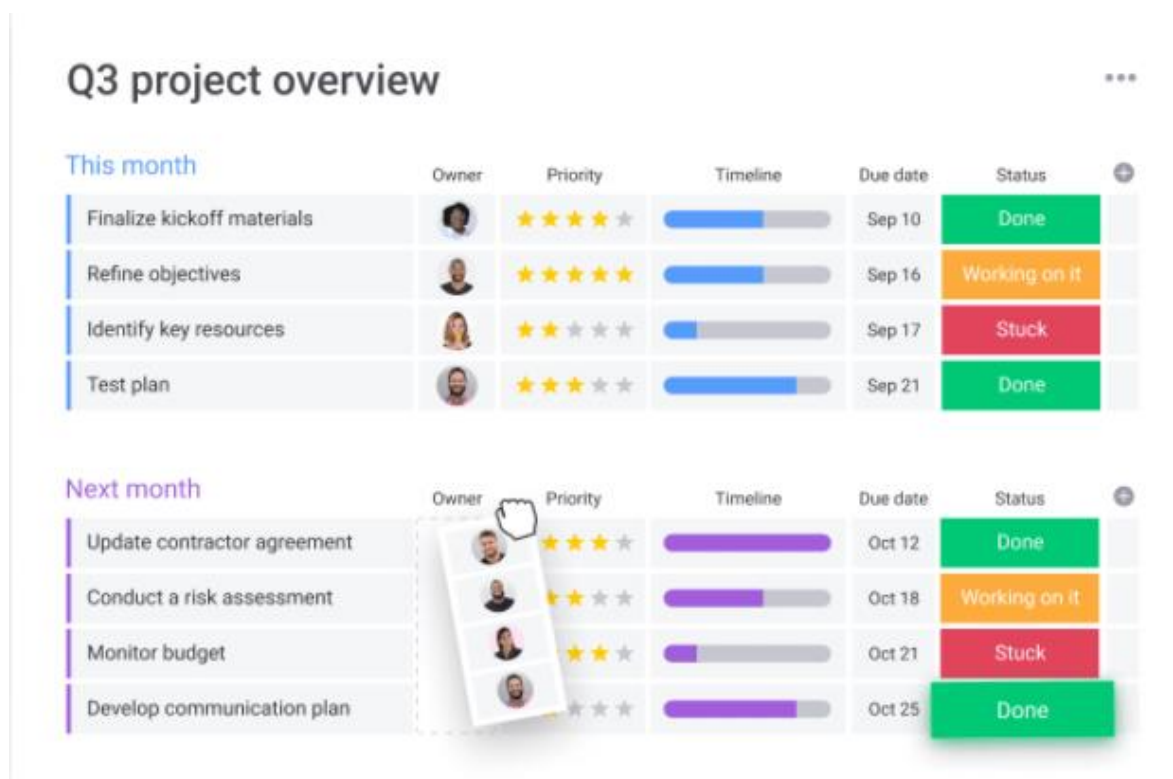 Q3 project overview
This month Owner Priority Timeline Due date Status
Finalize kickoff materials Sep 10 Done
Refine objectives Sep 16 Working on it
Identify key resources Sep 17 Stuck
Test plan Sep 21 Done
Next month Owner Priority Timeline Due date Status
Update contractor agreement Oct 12 Done
Conduct a risk assessment Oct 18 Working on it
Monitor budget Oct 21 Stuck
Develop communication plan Oct 25 Done